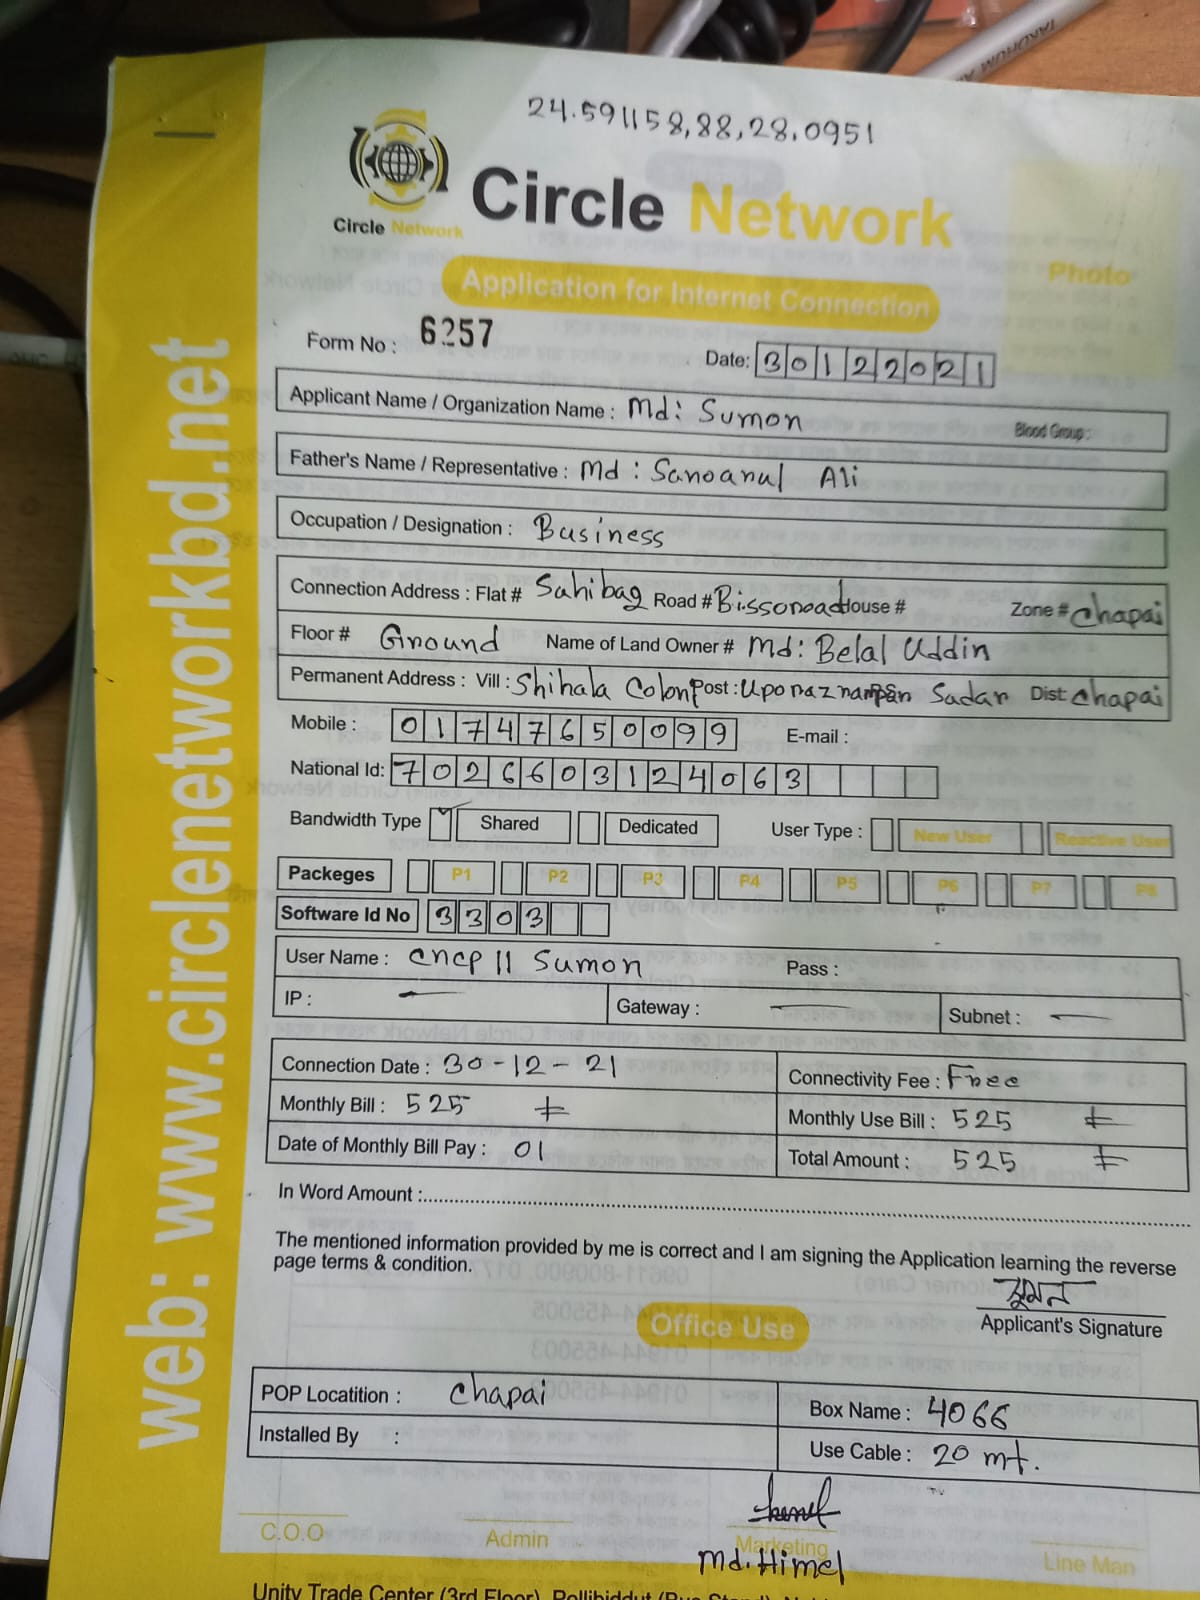 24.591158,88,28.0951
Circle Network
Circle Network
Photo
Application for Internet Connection
Form No : 6257
Date: 30122021
Applicant Name / Organization Name : Md: Sumon Blood Group :
Father's Name / Representative : Md : Sanoanul Ali
Occupation / Designation : Business
Connection Address : Flat # Sahibag Road # Bissoroad House # Zone # Chapai
Floor # Ground Name of Land Owner # Md: Belal Uddin
Permanent Address : Vill : Shihala Colon Post : Sadar Dist: Chapai
Mobile : 01747650099 E-mail :
National Id: 7026603124063
Bandwidth Type Shared Dedicated User Type : New User Reactive User
Packeges P1 P2 P3 P4 P5 P6 P7 P8
Software Id No 3303
User Name : cncp11 Sumon Pass :
IP : — Gateway : — Subnet : —
Connection Date : 30-12-21 Connectivity Fee : Free
Monthly Bill : 525 Monthly Use Bill : 525
Date of Monthly Bill Pay : 01 Total Amount : 525
In Word Amount :
The mentioned information provided by me is correct and I am signing the Application learning the reverse
page terms & condition.
সুমন
Applicant's Signature
Office Use
POP Locatition : Chapai Box Name : 4066
Installed By : Use Cable : 20 mt.
C.O.O Admin Marketing Line Man
Md. Himel
Unity Trade Center (3rd Floor),
web: www.circlenetworkbd.net